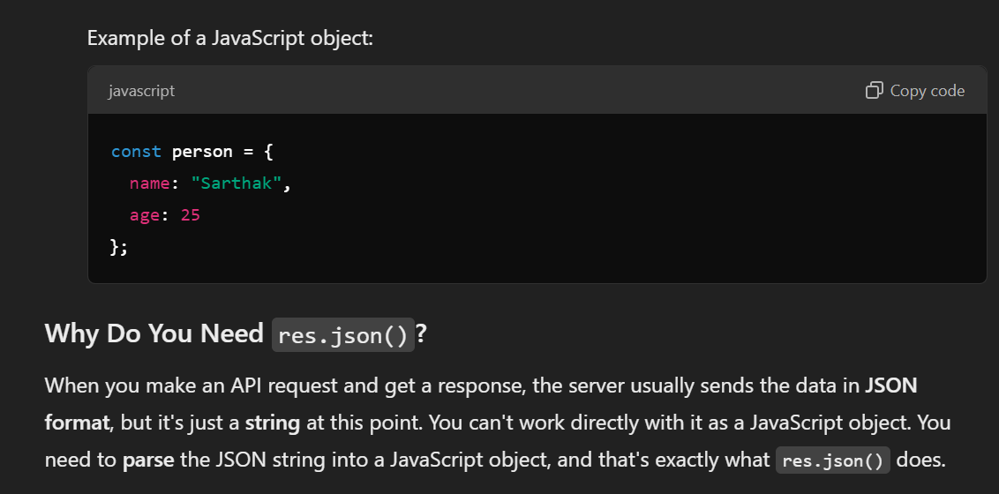 Example of a JavaScript object:
javascript
Copy code
const person = {
  name: "Sarthak",
  age: 25
};
Why Do You Need res.json()?
When you make an API request and get a response, the server usually sends the data in JSON
format, but it's just a string at this point. You can't work directly with it as a JavaScript object. You
need to parse the JSON string into a JavaScript object, and that's exactly what res.json() does.